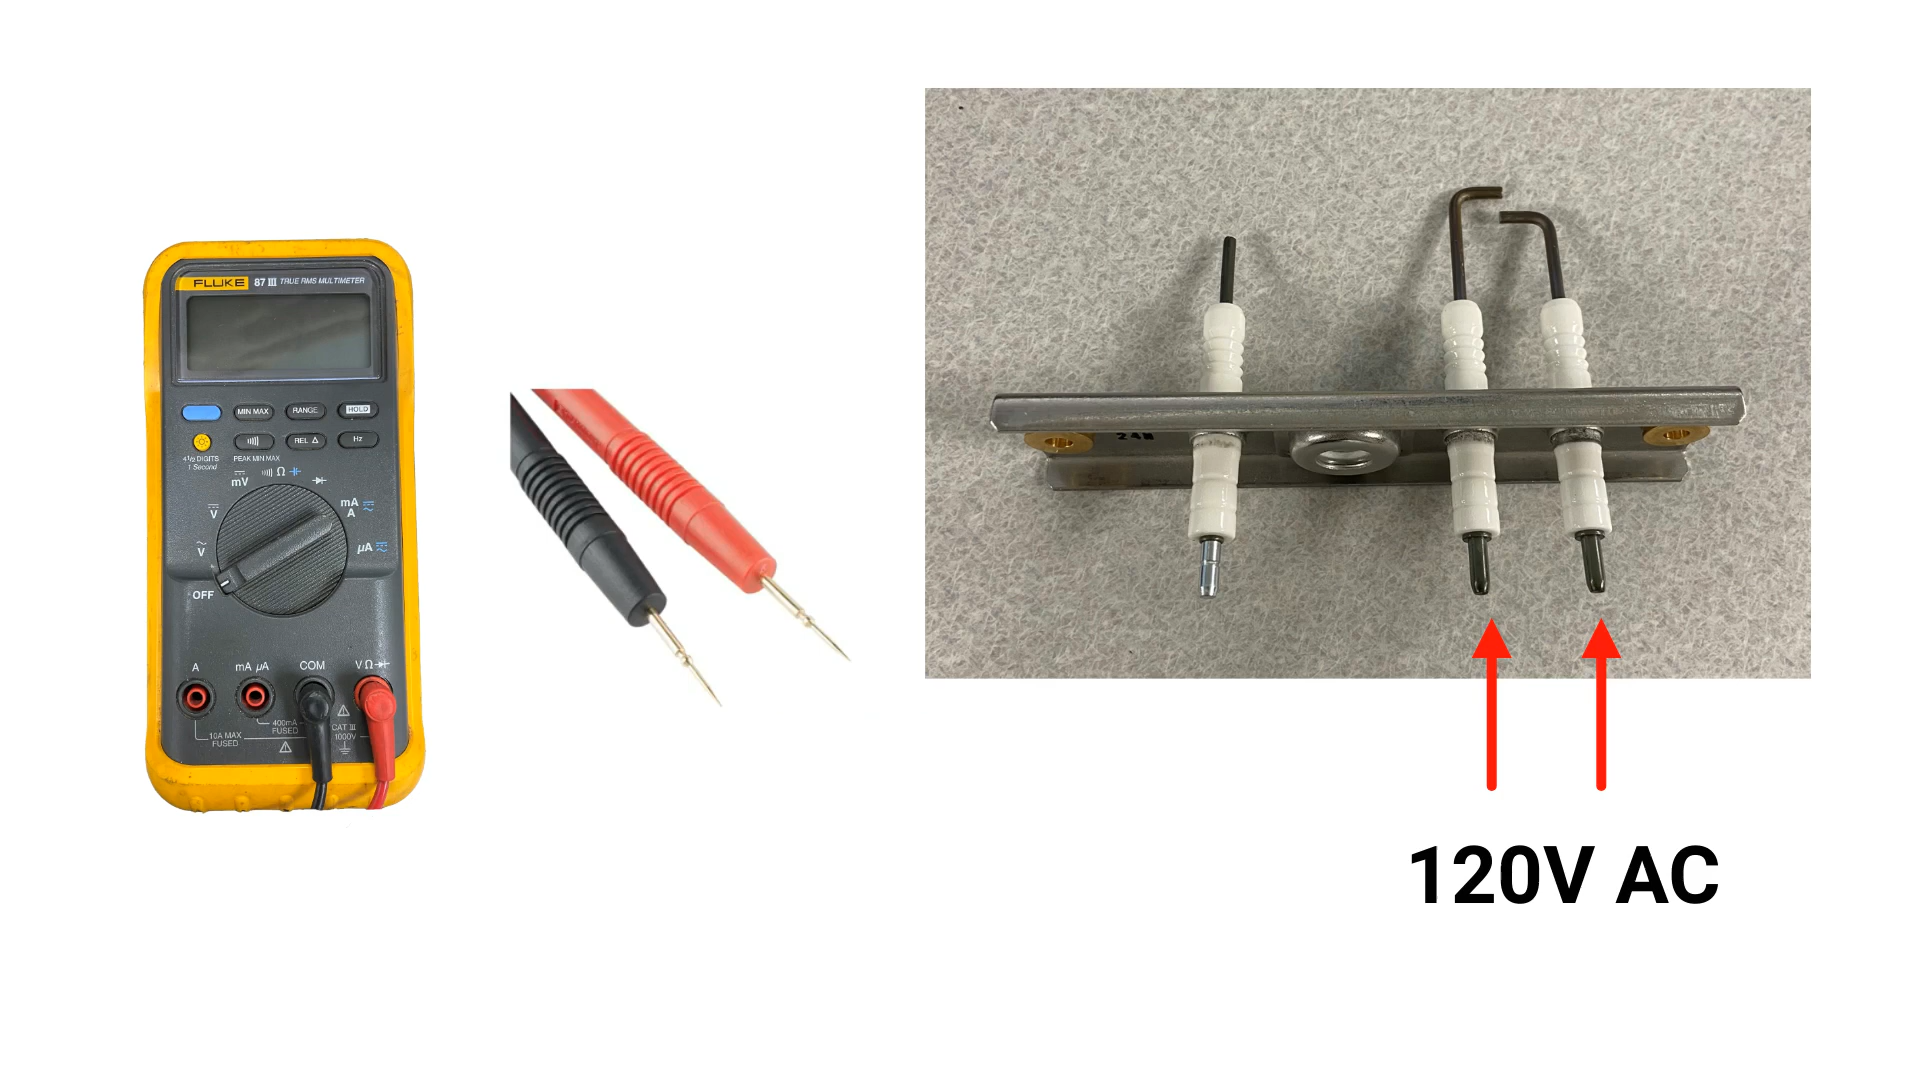 FLUKE 87 III TRUE RMS MULTIMETER
MIN MAX RANGE HOLD
REL Δ Hz
4½ DIGITS
1 Second
PEAK MIN MAX
mV
Ω
V
mA
A
V
µA
OFF
A mA µA COM V Ω
400mA
FUSED
10A MAX
FUSED
CAT III
1000V
24N
120V AC